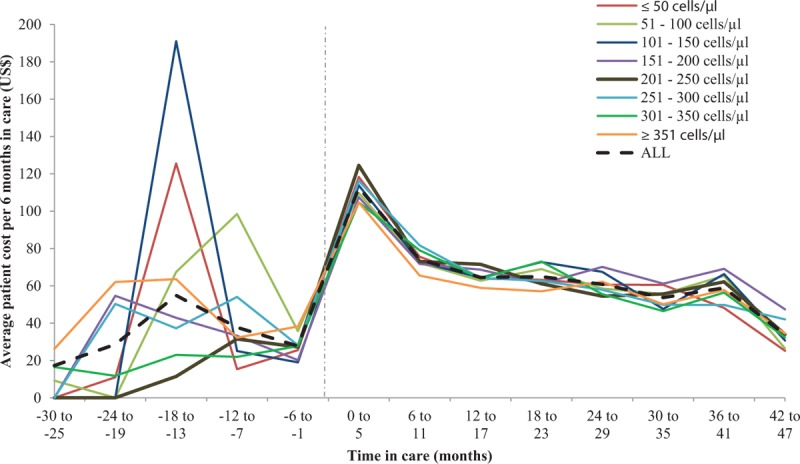 ≤ 50 cells/µl
51 - 100 cells/µl
101 - 150 cells/µl
151 - 200 cells/µl
201 - 250 cells/µl
251 - 300 cells/µl
301 - 350 cells/µl
≥ 351 cells/µl
ALL
Average patient cost per 6 months in care (US$)
200
180
160
140
120
100
80
60
40
20
0
-30 to -25
-24 to -19
-18 to -13
-12 to -7
-6 to -1
0 to 5
6 to 11
12 to 17
18 to 23
24 to 29
30 to 35
36 to 41
42 to 47
Time in care (months)